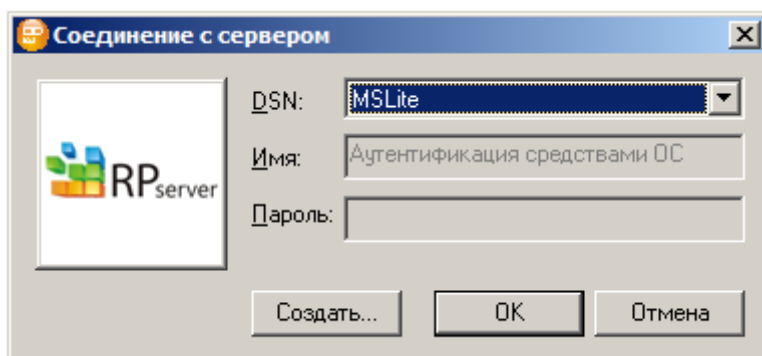 Соединение с сервером
RPserver
DSN: MSLite
Имя: Аутентификация средствами ОС
Пароль:
Создать... OK Отмена